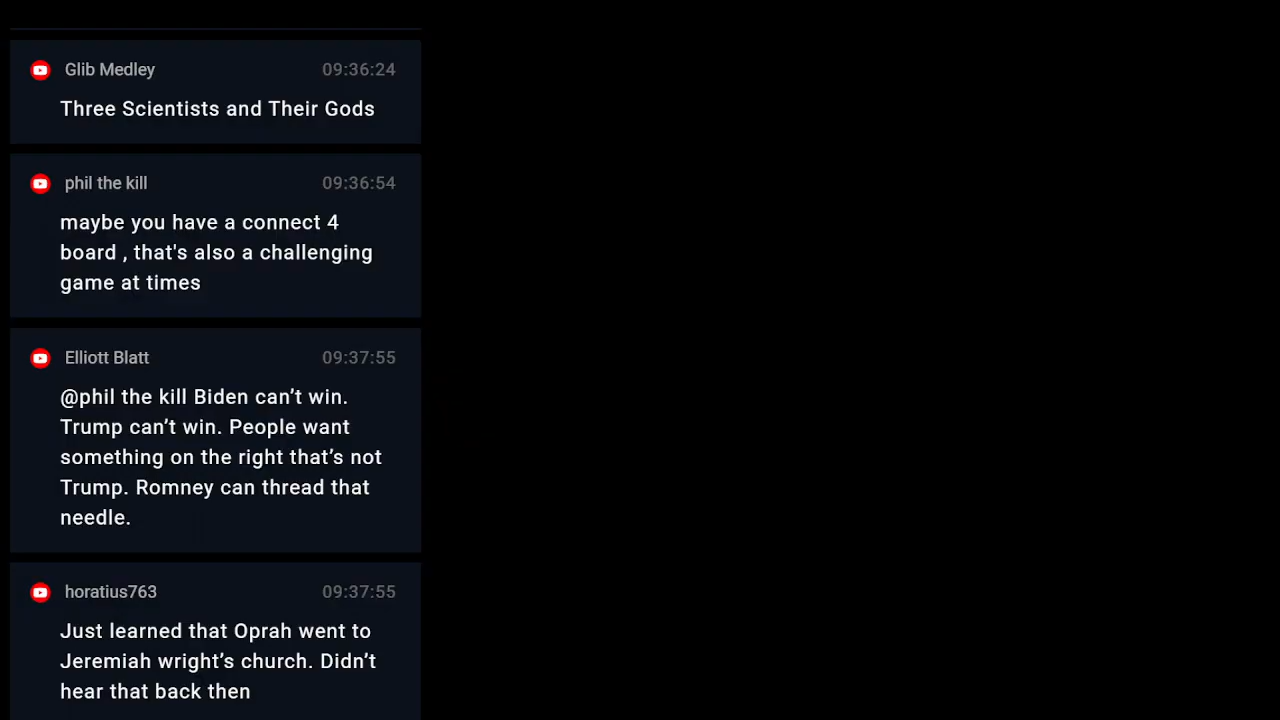 Glib Medley 09:36:24
Three Scientists and Their Gods
phil the kill 09:36:54
maybe you have a connect 4
board , that's also a challenging
game at times
Elliott Blatt 09:37:55
@phil the kill Biden can’t win.
Trump can’t win. People want
something on the right that’s not
Trump. Romney can thread that
needle.
horatius763 09:37:55
Just learned that Oprah went to
Jeremiah wright’s church. Didn’t
hear that back then